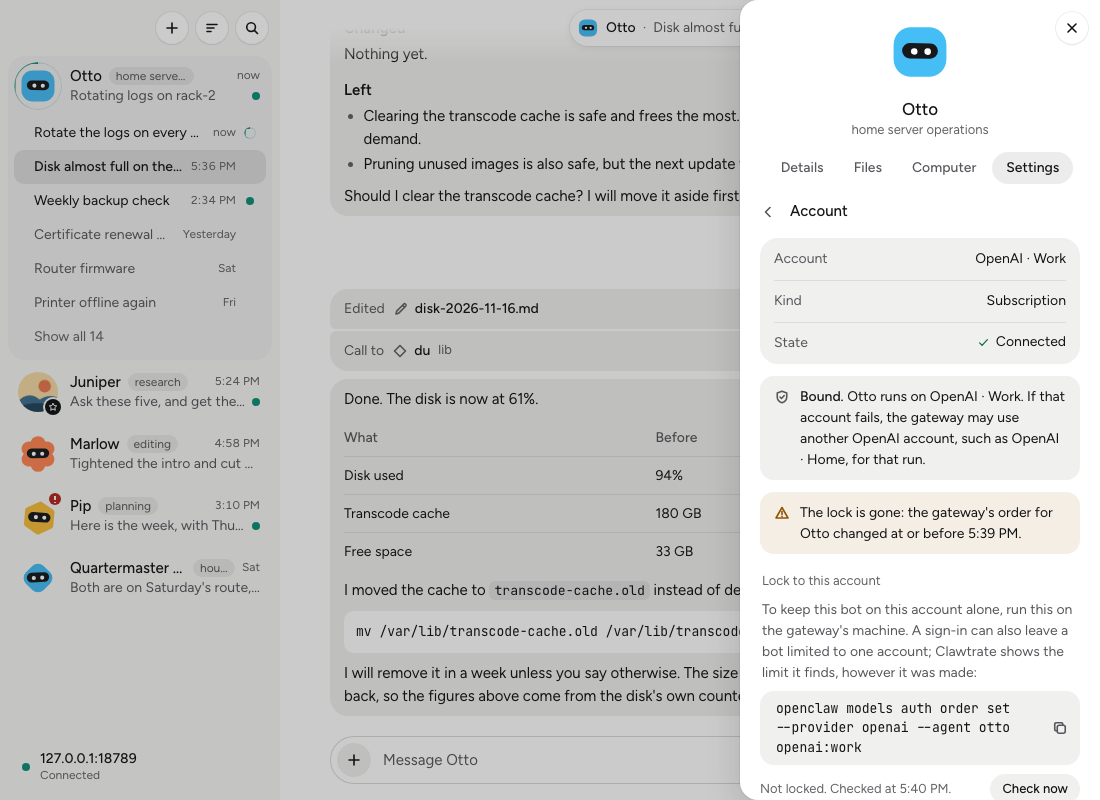 Otto
home serve...
now
Rotating logs on rack-2
Rotate the logs on every ...
now
Disk almost full on the...
5:36 PM
Weekly backup check
2:34 PM
Certificate renewal ...
Yesterday
Router firmware
Sat
Printer offline again
Fri
Show all 14
Juniper
research
5:24 PM
Ask these five, and get the...
Marlow
editing
4:58 PM
Tightened the intro and cut ...
Pip
planning
3:10 PM
Here is the week, with Thu...
Quartermaster ...
hou...
Sat
Both are on Saturday's route,...
127.0.0.1:18789
Connected
Otto · Disk almost fu
Changed
Nothing yet.
Left
Clearing the transcode cache is safe and frees the most.
demand.
Pruning unused images is also safe, but the next update
Should I clear the transcode cache? I will move it aside first
Edited disk-2026-11-16.md
Call to du lib
Done. The disk is now at 61%.
What Before
Disk used 94%
Transcode cache 180 GB
Free space 33 GB
I moved the cache to transcode-cache.old instead of de
mv /var/lib/transcode-cache.old /var/lib/transcod
I will remove it in a week unless you say otherwise. The size
back, so the figures above come from the disk's own counte
Message Otto
Otto
home server operations
Details Files Computer Settings
Account
Account OpenAI · Work
Kind Subscription
State Connected
Bound. Otto runs on OpenAI · Work. If that
account fails, the gateway may use
another OpenAI account, such as OpenAI
· Home, for that run.
The lock is gone: the gateway's order for
Otto changed at or before 5:39 PM.
Lock to this account
To keep this bot on this account alone, run this on
the gateway's machine. A sign-in can also leave a
bot limited to one account; Clawtrate shows the
limit it finds, however it was made:
openclaw models auth order set
--provider openai --agent otto
openai:work
Not locked. Checked at 5:40 PM.
Check now